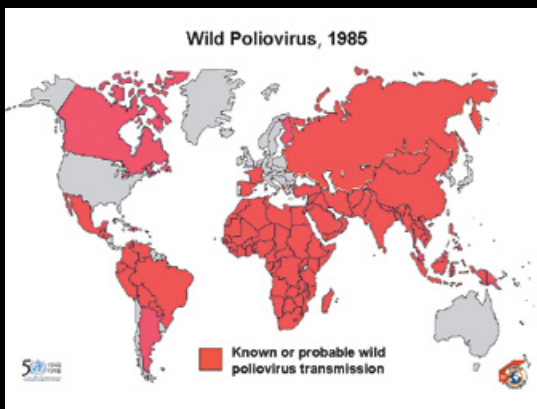 Wild Poliovirus, 1985
Known or probable wild
poliovirus transmission